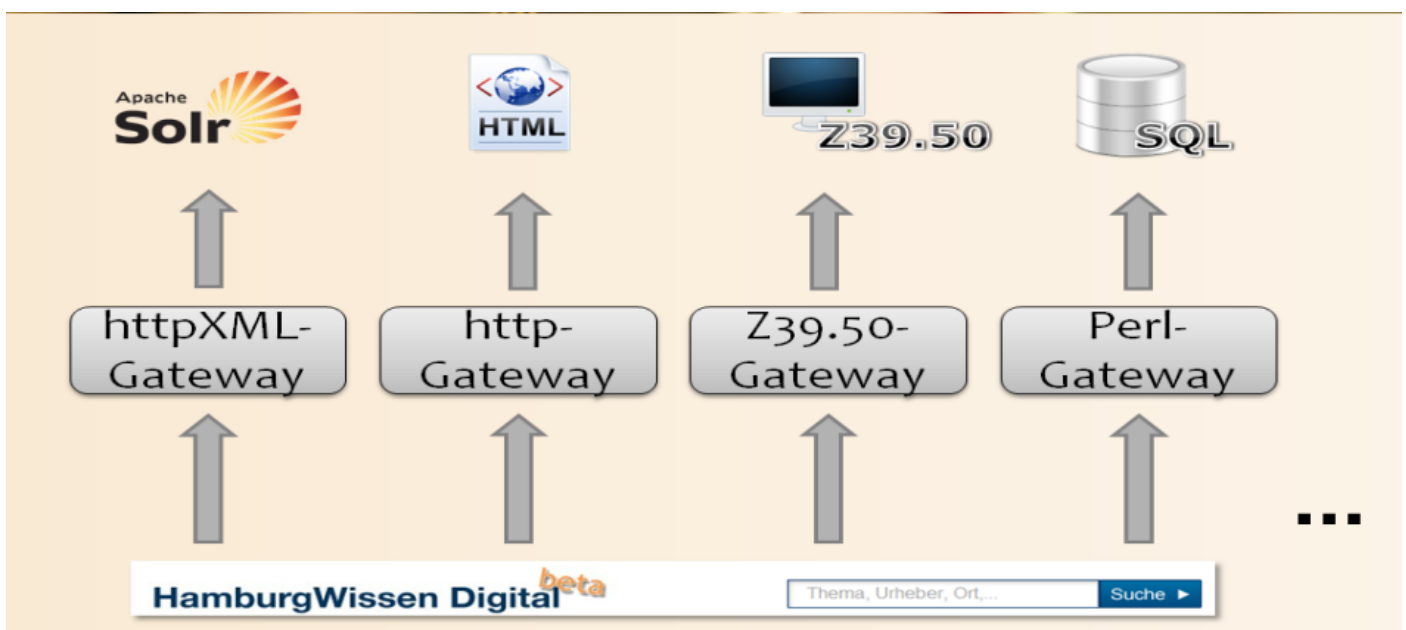 Apache
Solr
HTML
Z39.50
SQL
httpXML-
Gateway
http-
Gateway
Z39.50-
Gateway
Perl-
Gateway
...
HamburgWissen Digital beta
Thema, Urheber, Ort,...
Suche ►